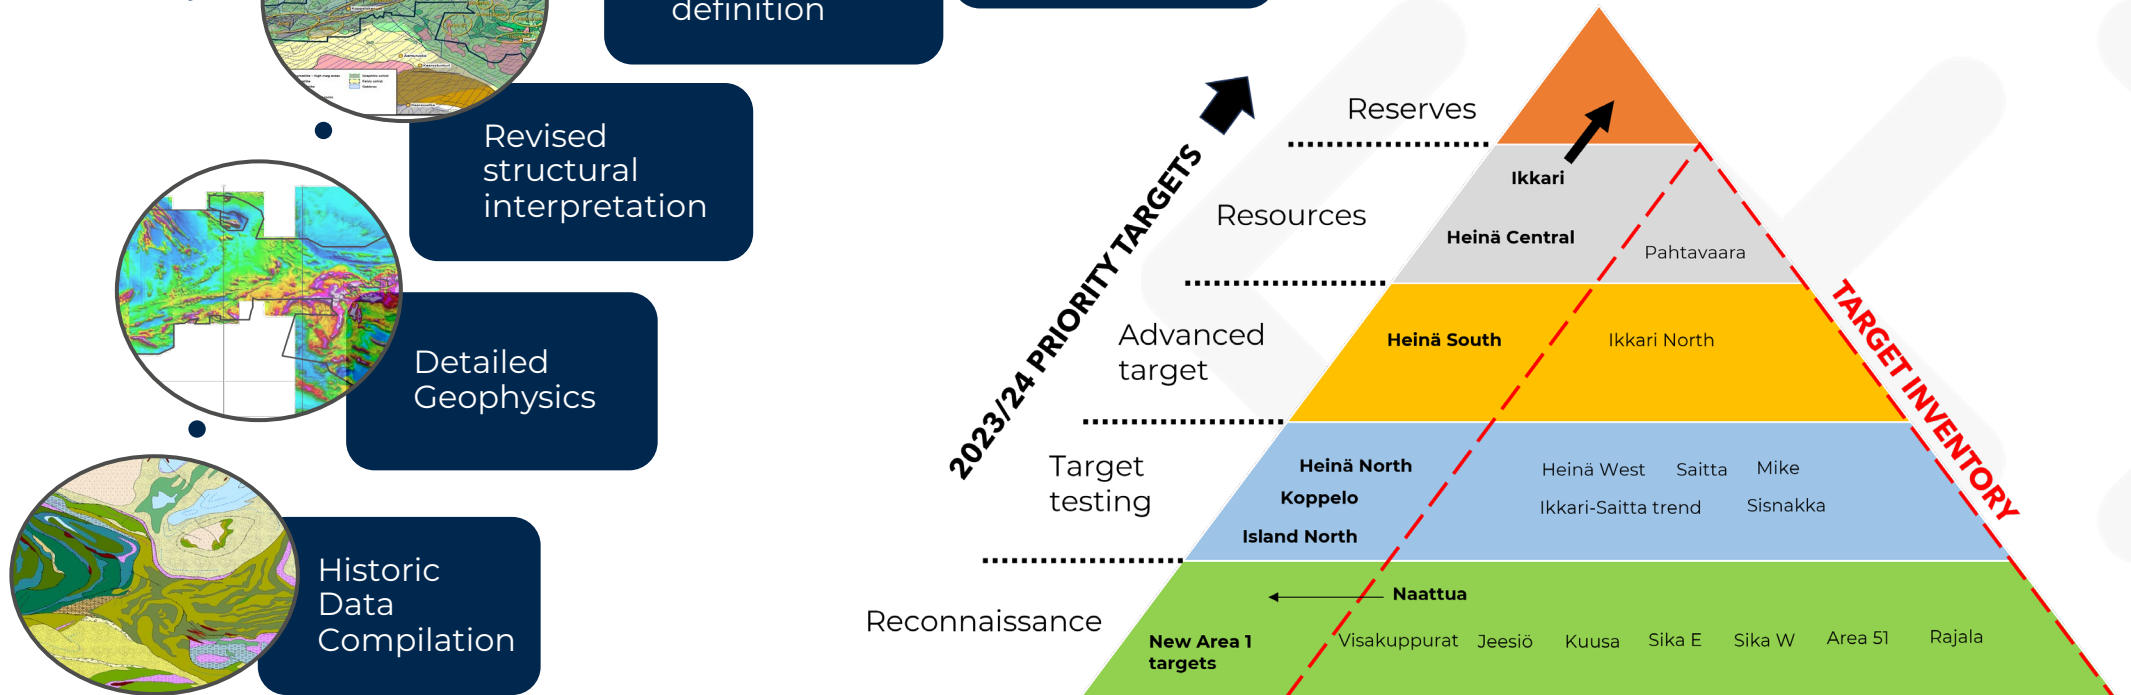 definition
Revised
structural
interpretation
Detailed
Geophysics
Historic
Data
Compilation
2023/24 PRIORITY TARGETS
Reserves
Resources
Advanced
target
Target
testing
Reconnaissance
Ikkari
Heinä Central
Pahtavaara
Heinä South
Ikkari North
Heinä North
Koppelo
Island North
Heinä West Saitta Mike
Ikkari-Saitta trend Sisnakka
Naattua
New Area 1
targets
Visakuppurat Jeesiö Kuusa Sika E Sika W Area 51 Rajala
TARGET INVENTORY